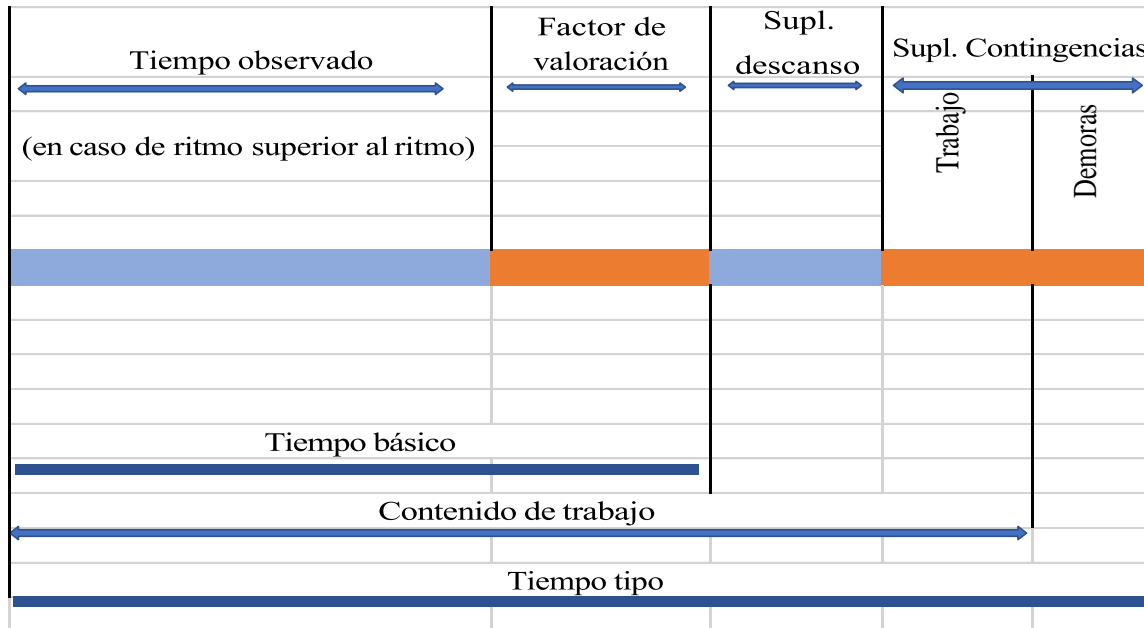 Tiempo observado
(en caso de ritmo superior al ritmo)
Factor de
valoración
Supl.
descanso
Supl. Contingencias
Trabajo
Demoras
Tiempo básico
Contenido de trabajo
Tiempo tipo